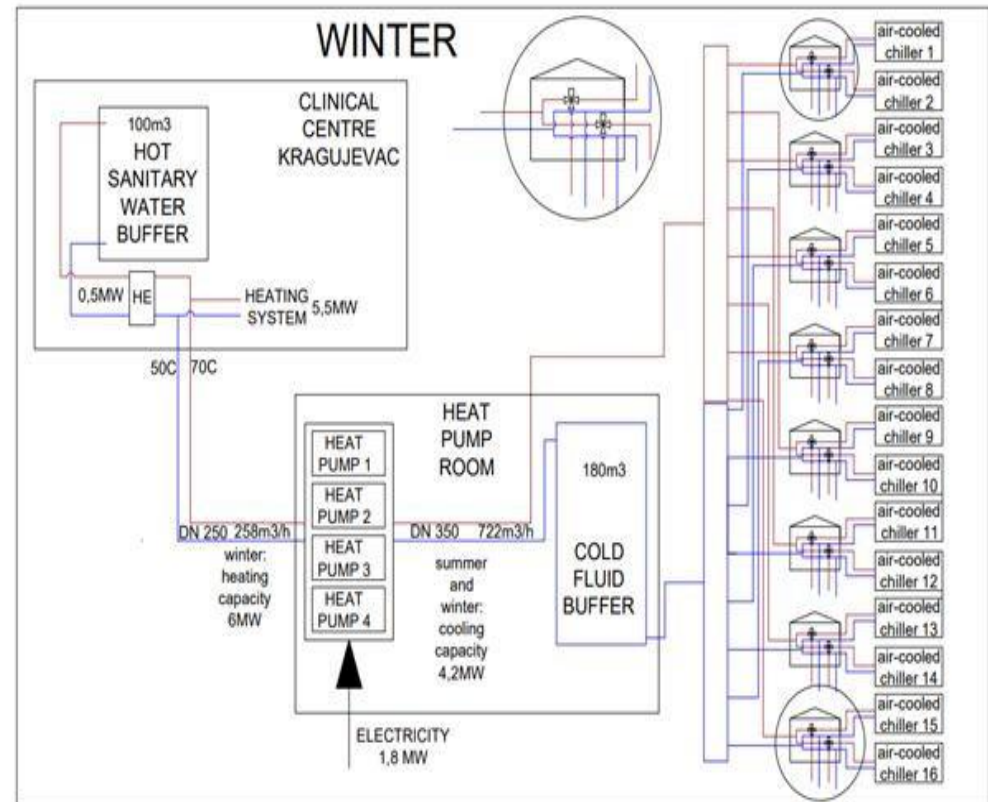 WINTER
CLINICAL
CENTRE
KRAGUJEVAC
100m3
HOT
SANITARY
WATER
BUFFER
0,5MW
HE
HEATING
SYSTEM
5,5MW
50C
70C
HEAT
PUMP
ROOM
HEAT
PUMP 1
HEAT
PUMP 2
HEAT
PUMP 3
HEAT
PUMP 4
DN 250 258m3/h
winter:
heating
capacity
6MW
DN 350 722m3/h
summer
and
winter:
cooling
capacity
4,2MW
180m3
COLD
FLUID
BUFFER
ELECTRICITY
1,8 MW
air-cooled
chiller 1
air-cooled
chiller 2
air-cooled
chiller 3
air-cooled
chiller 4
air-cooled
chiller 5
air-cooled
chiller 6
air-cooled
chiller 7
air-cooled
chiller 8
air-cooled
chiller 9
air-cooled
chiller 10
air-cooled
chiller 11
air-cooled
chiller 12
air-cooled
chiller 13
air-cooled
chiller 14
air-cooled
chiller 15
air-cooled
chiller 16